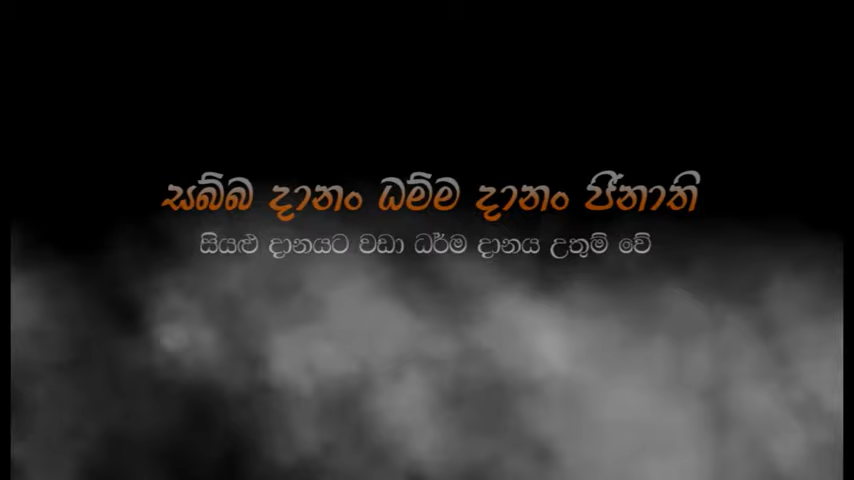 සබ්බ දානං ධම්ම දානං ජිනාති
සියළු දානයට වඩා ධර්ම දානය උතුම් වේ